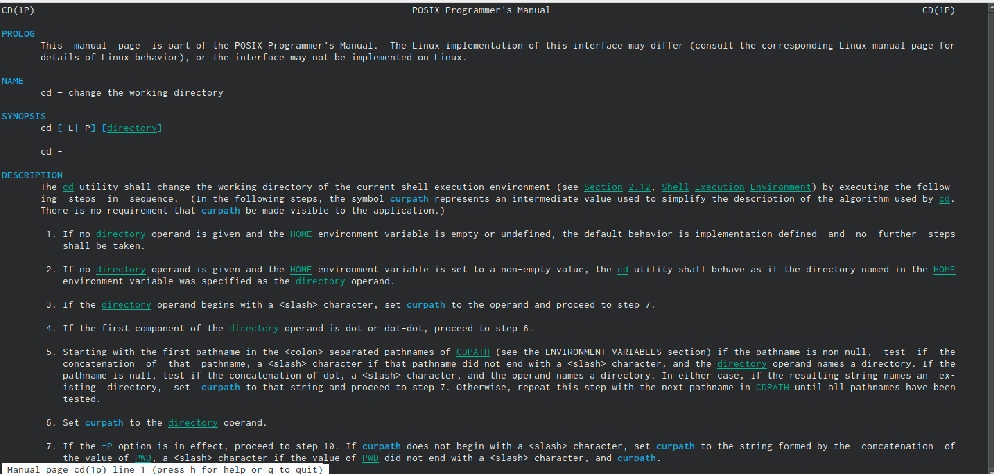 CD(1P) POSIX Programmer's Manual CD(1P)
PROLOG
This manual page is part of the POSIX Programmer's Manual. The Linux implementation of this interface may differ (consult the corresponding Linux manual page for
details of Linux behavior), or the interface may not be implemented on Linux.
NAME
cd - change the working directory
SYNOPSIS
cd [-L|-P] [directory]
cd -
DESCRIPTION
The cd utility shall change the working directory of the current shell execution environment (see Section 2.12, Shell Execution Environment) by executing the follow‐
ing steps in sequence. (In the following steps, the symbol curpath represents an intermediate value used to simplify the description of the algorithm used by cd.
There is no requirement that curpath be made visible to the application.)
1. If no directory operand is given and the HOME environment variable is empty or undefined, the default behavior is implementation-defined and no further steps
shall be taken.
2. If no directory operand is given and the HOME environment variable is set to a non-empty value, the cd utility shall behave as if the directory named in the HOME
environment variable was specified as the directory operand.
3. If the directory operand begins with a <slash> character, set curpath to the operand and proceed to step 7.
4. If the first component of the directory operand is dot or dot-dot, proceed to step 6.
5. Starting with the first pathname in the <colon>-separated pathnames of CDPATH (see the ENVIRONMENT VARIABLES section) if the pathname is non-null, test if the
concatenation of that pathname, a <slash> character if that pathname did not end with a <slash> character, and the directory operand names a directory. If the
pathname is null, test if the concatenation of dot, a <slash> character, and the operand names a directory. In either case, if the resulting string names an ex‐
isting directory, set curpath to that string and proceed to step 7. Otherwise, repeat this step with the next pathname in CDPATH until all pathnames have been
tested.
6. Set curpath to the directory operand.
7. If the -P option is in effect, proceed to step 10. If curpath does not begin with a <slash> character, set curpath to the string formed by the concatenation of
the value of PWD, a <slash> character if the value of PWD did not end with a <slash> character, and curpath.
Manual page cd(1p) line 1 (press h for help or q to quit)